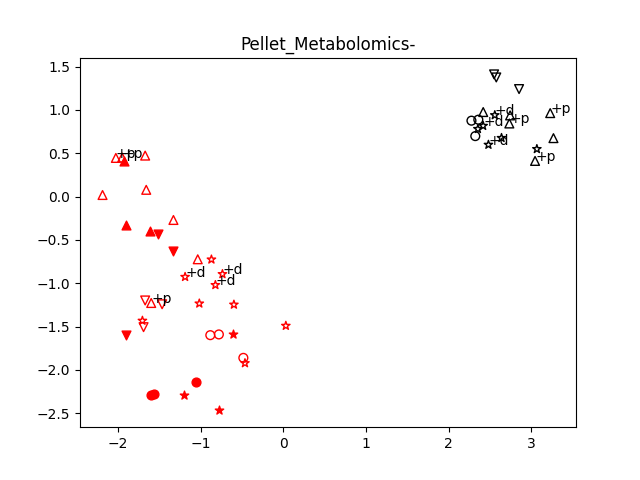 Pellet_Metabolomics-
1.5
1.0
0.5
0.0
−0.5
−1.0
−1.5
−2.0
−2.5
+d
+p
+d
+p
+d
+p
+p
+p
+d
+d
+d
+p
−2
−1
0
1
2
3